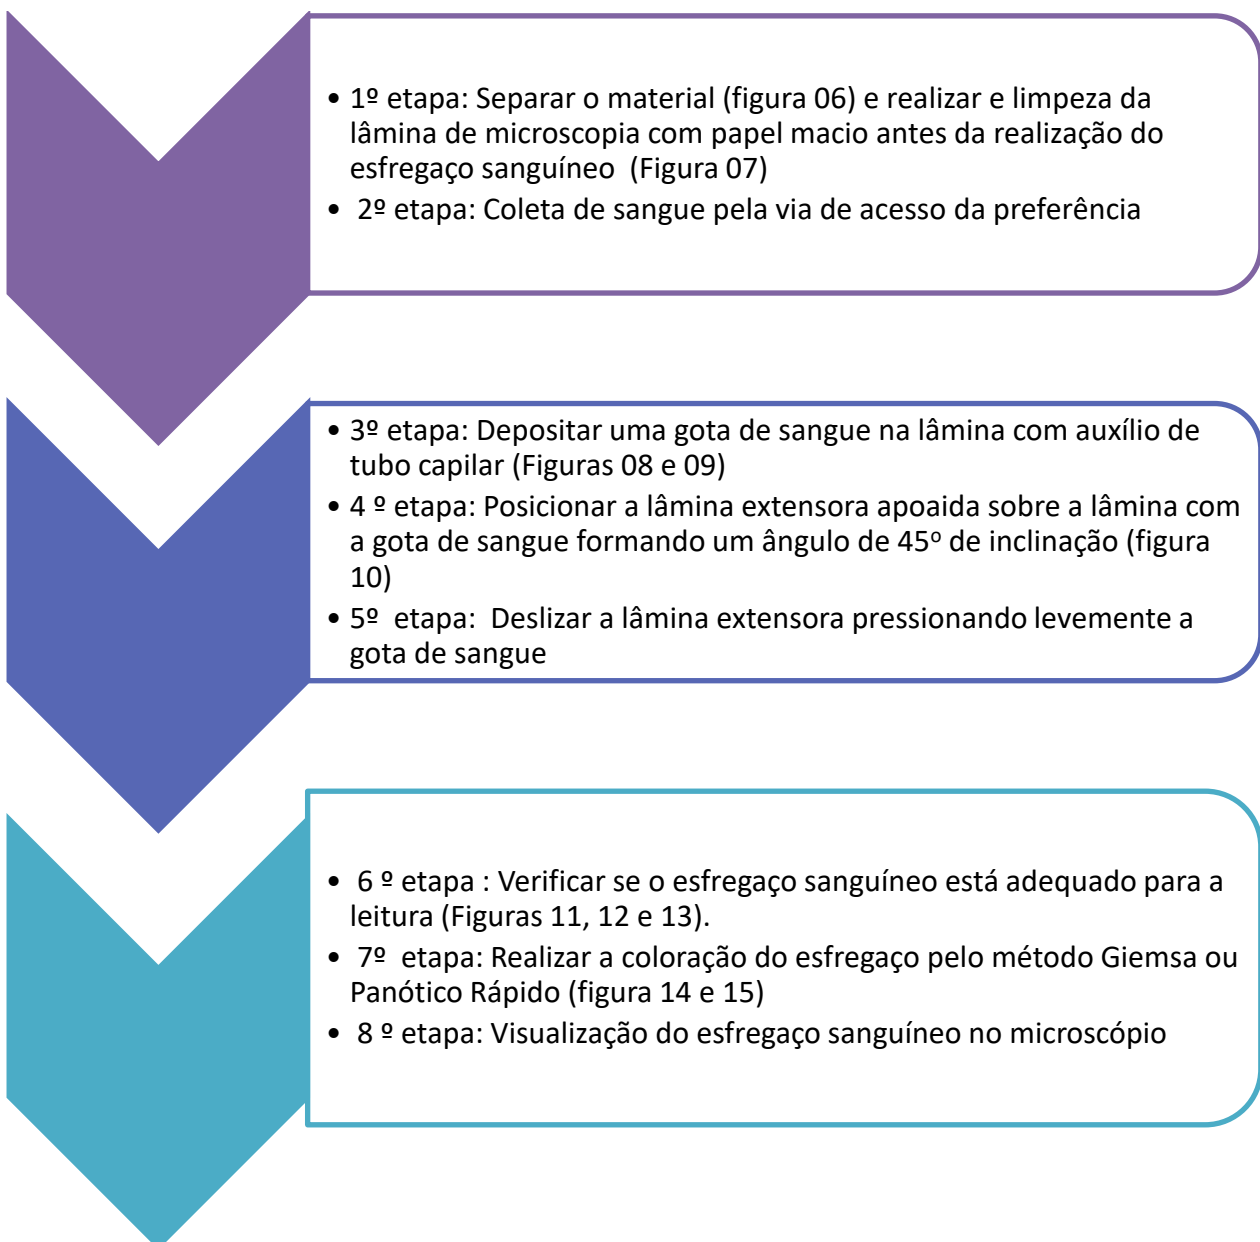 • 1º etapa: Separar o material (figura 06) e realizar e limpeza da
lâmina de microscopia com papel macio antes da realização do
esfregaço sanguíneo (Figura 07)
• 2º etapa: Coleta de sangue pela via de acesso da preferência
• 3º etapa: Depositar uma gota de sangue na lâmina com auxílio de
tubo capilar (Figuras 08 e 09)
• 4 º etapa: Posicionar a lâmina extensora apoaida sobre a lâmina com
a gota de sangue formando um ângulo de 45º de inclinação (figura
10)
• 5º etapa: Deslizar a lâmina extensora pressionando levemente a
gota de sangue
• 6 º etapa : Verificar se o esfregaço sanguíneo está adequado para a
leitura (Figuras 11, 12 e 13).
• 7º etapa: Realizar a coloração do esfregaço pelo método Giemsa ou
Panótico Rápido (figura 14 e 15)
• 8 º etapa: Visualização do esfregaço sanguíneo no microscópio